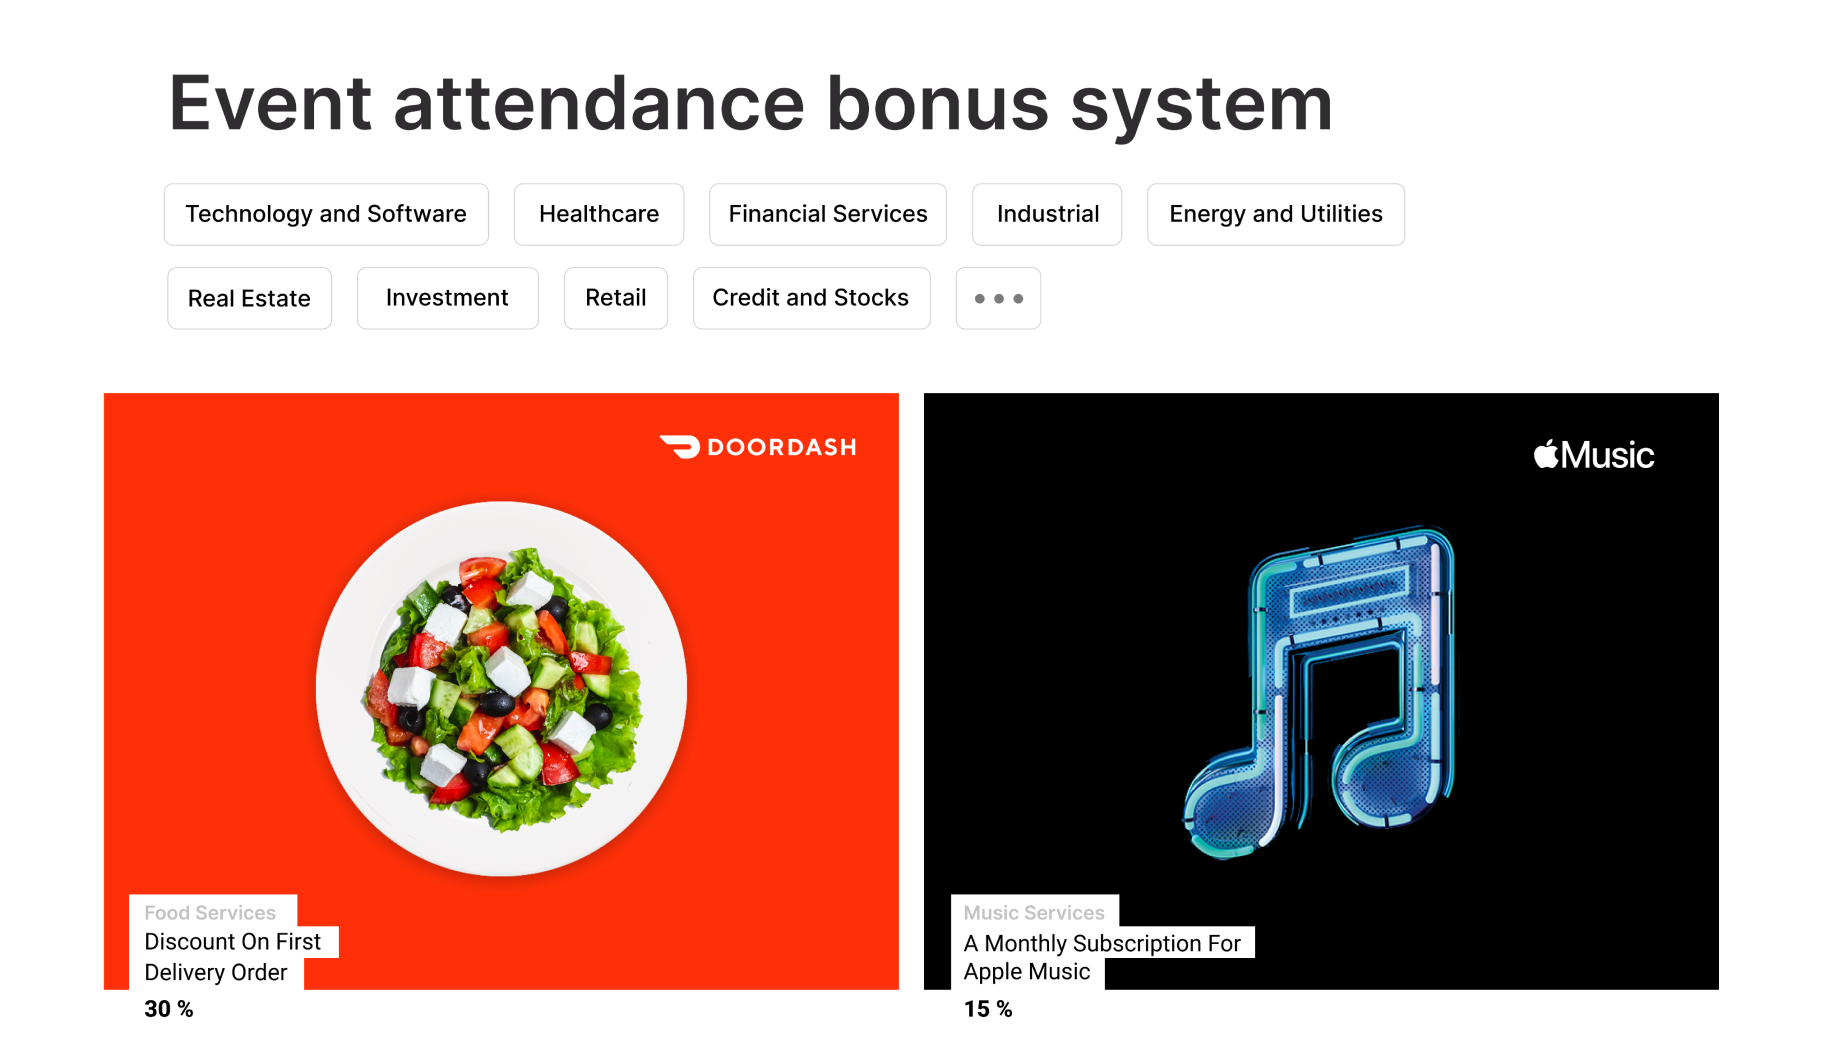 Event attendance bonus system
Technology and Software
Healthcare
Financial Services
Industrial
Energy and Utilities
Real Estate
Investment
Retail
Credit and Stocks
DOORDASH
Music
Food Services
Discount On First
Delivery Order
30 %
Music Services
A Monthly Subscription For
Apple Music
15 %